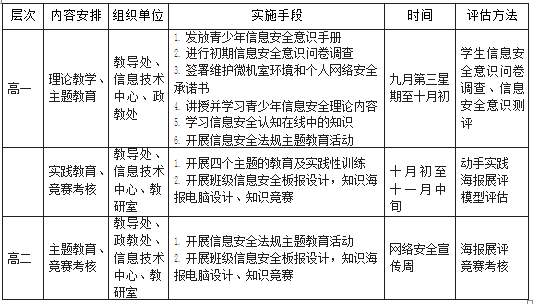 层次 内容安排 组织单位 实施手段 时间 评估方法
高一
理论教学、
主题教育
教导处、
信息技术
中心、政
教处
1. 发放青少年信息安全意识手册
2. 进行初期信息安全意识问卷调查
3. 签署维护微机室环境和个人网络安全
承诺书
4. 讲授并学习青少年信息安全理论内容
5. 学习信息安全认知在线中的知识
6. 开展信息安全法规主题教育活动
九月第三星
期至十月初
学生信息安
全意识问卷
调查、信息
安全意识测
评
实践教育、
竞赛考核
教导处、
信息技术
中心、教
研室
1. 开展四个主题的教育及实践性训练
2. 开展班级信息安全板报设计，知识海
报电脑设计、知识竞赛
十月初至
十一月中
旬
动手实践
海报展评
模型评估
高二
主题教育、
竞赛考核
教导处、
政教处、
信息技术
中心、教
研室
1. 开展信息安全法规主题教育活动
2. 开展班级信息安全板报设计，知识海
报电脑设计、知识竞赛
网络安全宣
传周
海报展评
竞赛考核